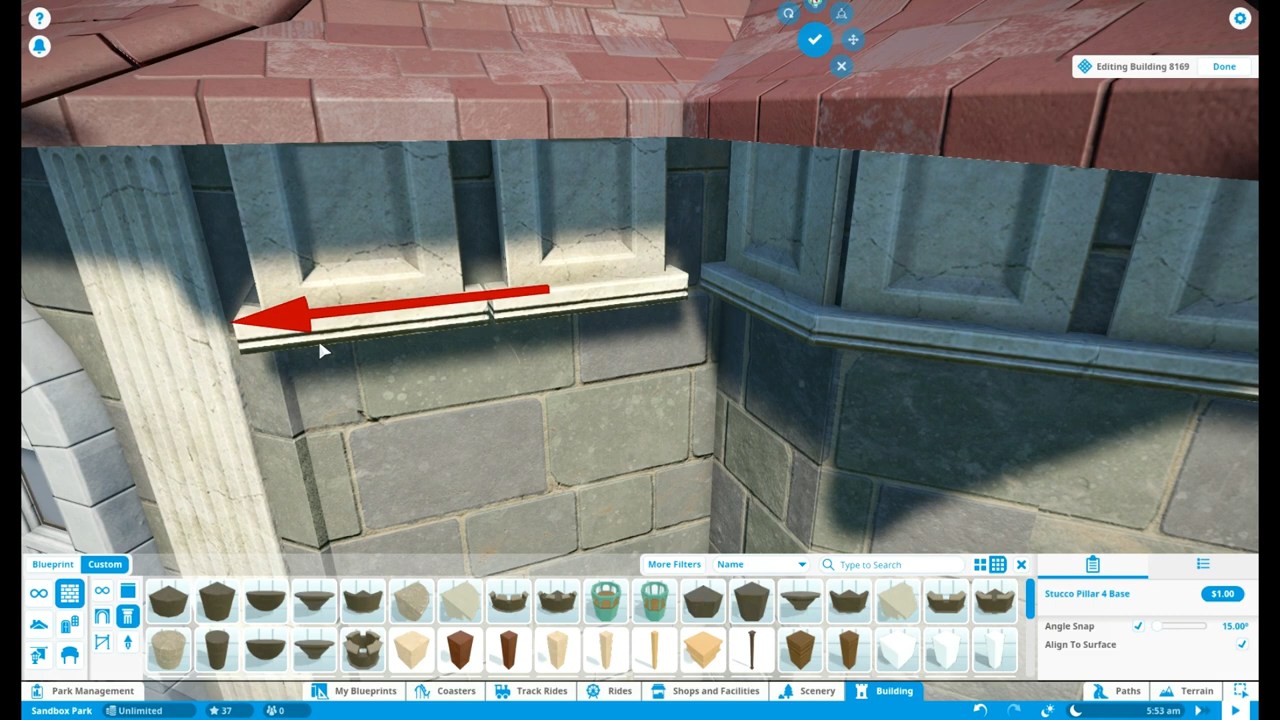 ?
Editing Building 8169 Done
Blueprint Custom
More Filters Name Type to Search
Stucco Pillar 4 Base $1.00
Angle Snap 15.00°
Align To Surface
Park Management My Blueprints Coasters Track Rides Rides Shops and Facilities Scenery Building Paths Terrain
Sandbox Park Unlimited 37 0 5:53 am